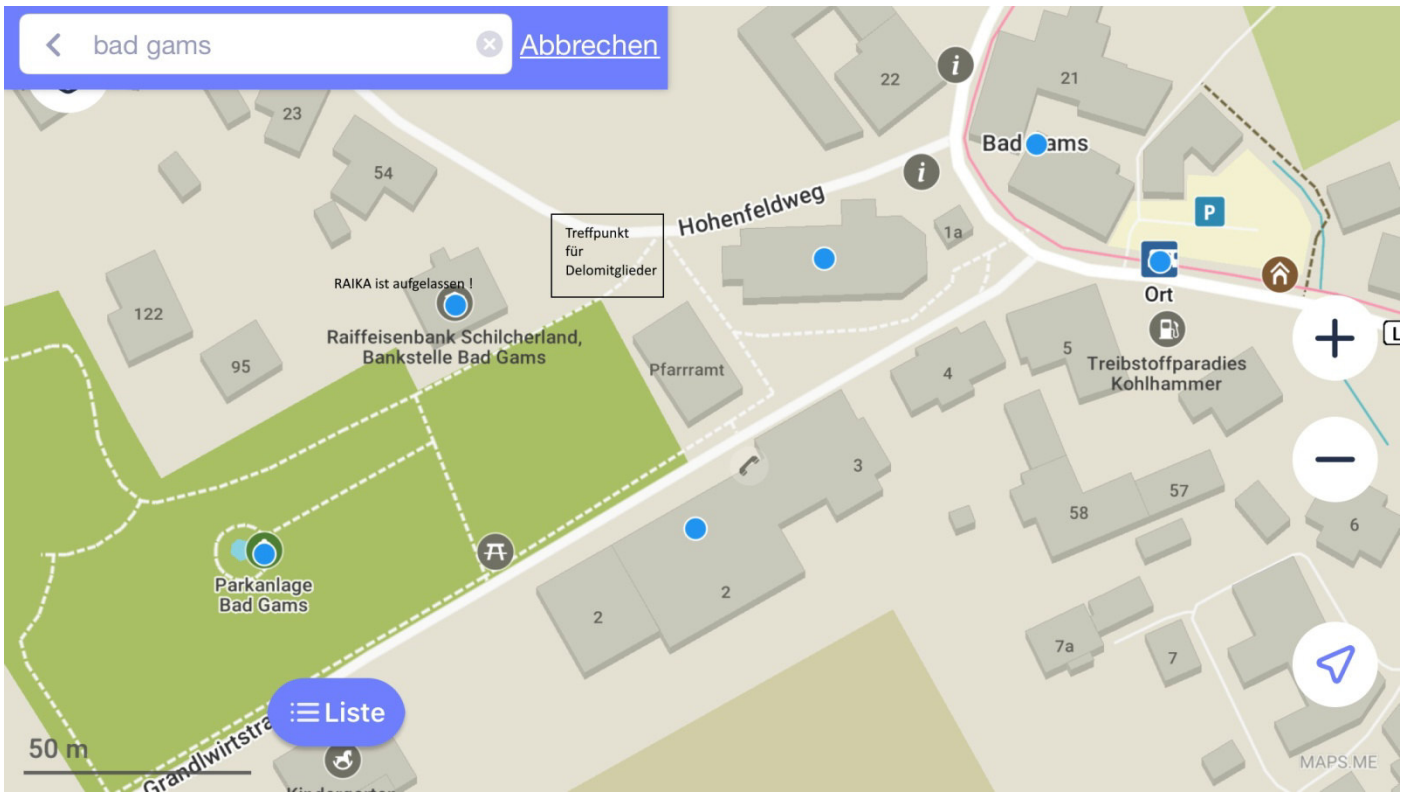 bad gams
Abbrechen
22
21
23
Bad ams
54
Hohenfeldweg
P
1a
Treffpunkt
für
Delomitglieder
RAIKA ist aufgelassen !
Ort
122
Raiffeisenbank Schilcherland,
Bankstelle Bad Gams
95
Pfarrramt
5
4
Treibstoffparadies
Kohlhammer
L
3
57
58
6
Parkanlage
Bad Gams
2
2
7a
7
Liste
Grandlwirtstra
50 m
MAPS.ME
Kindergarten